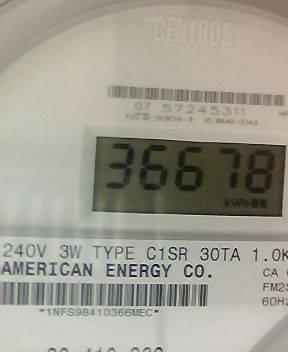 CENTRON®
07 57245311
36678
kWh
240V 3W TYPE C1SR 30TA 1.0K
AMERICAN ENERGY CO.
CA
FM2S
60Hz
*1NFS98410366MEC*